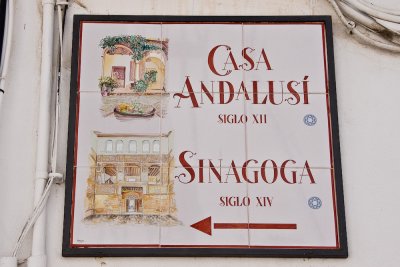 CASA
ANDALUSÍ
SIGLO XII
SINAGOGA
SIGLO XIV